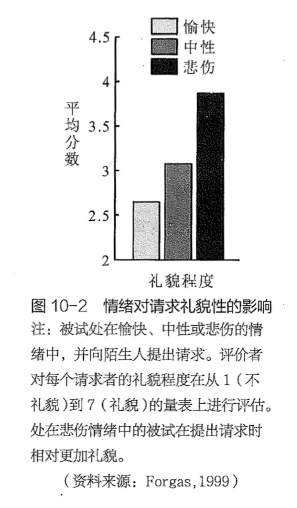 愉快
中性
悲伤
平均分数
4.5
4
3.5
3
2.5
2
礼貌程度
图 10-2 情绪对请求礼貌性的影响
注：被试处在愉快、中性或悲伤的情
绪中，并向陌生人提出请求。评价者
对每个请求者的礼貌程度在从 1（不
礼貌）到 7（礼貌）的量表上进行评估。
处在悲伤情绪中的被试在提出请求时
相对更加礼貌。
（资料来源：Forgas,1999）